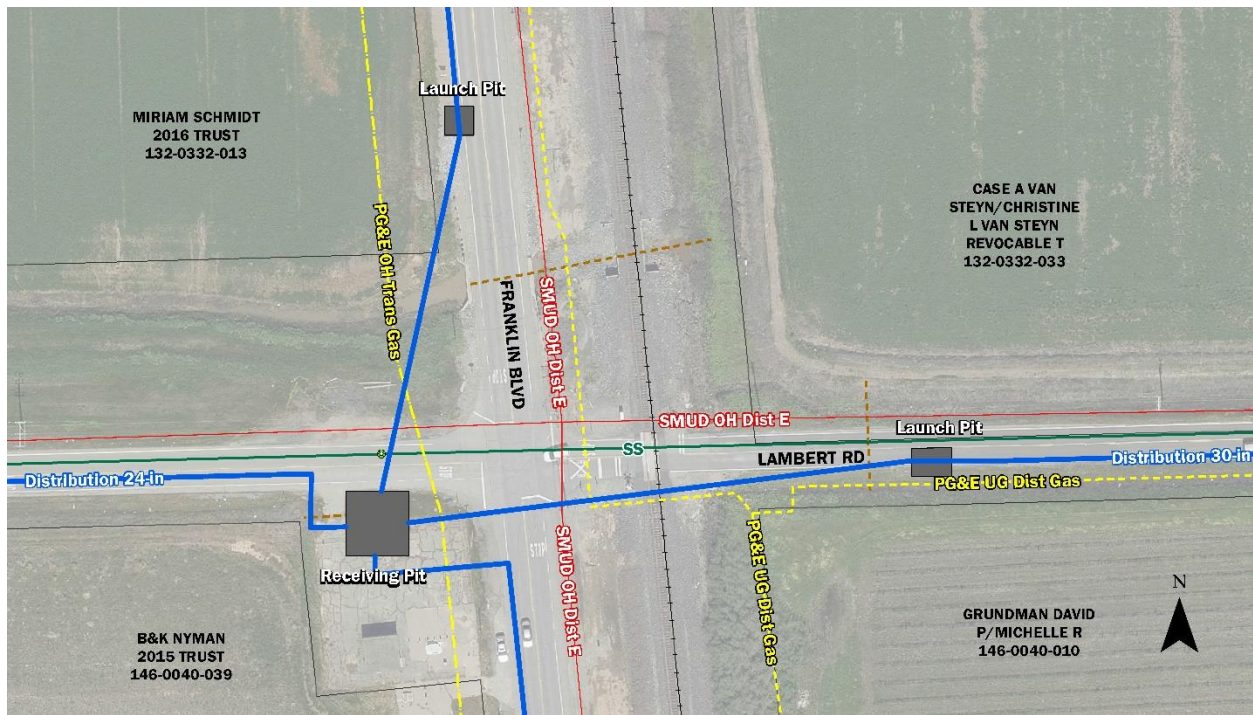 Launch Pit
MIRIAM SCHMIDT
2016 TRUST
132-0332-013
CASE A VAN
STEYN/CHRISTINE
L VAN STEYN
REVOCABLE T
132-0332-033
PG&E OH Trans Gas
FRANKLIN BLVD
SMUD OH Dist E
STOP
SMUD OH Dist E
Launch Pit
SS
LAMBERT RD
Distribution 30-in
Distribution 24-in
PG&E UG Dist Gas
STOP
SMUD OH Dist E
PG&E UG Dist Gas
Receiving Pit
N
B&K NYMAN
2015 TRUST
146-0040-039
GRUNDMAN DAVID
P/MICHELLE R
146-0040-010